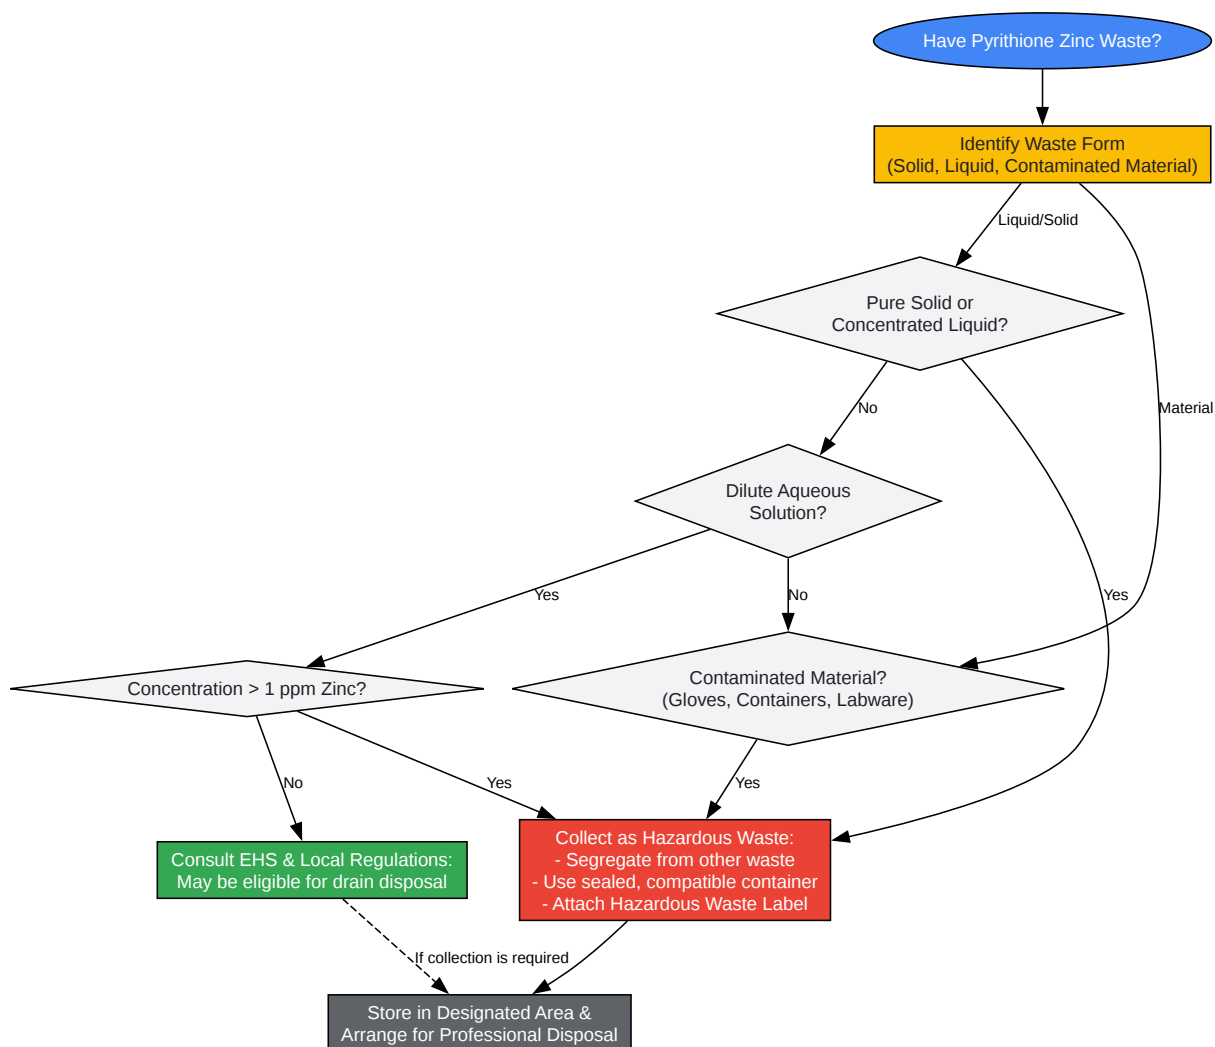 Have Pyrithione Zinc Waste?
Identify Waste Form
(Solid, Liquid, Contaminated Material)
Liquid/Solid
Pure Solid or
Concentrated Liquid?
No
Material
Dilute Aqueous
Solution?
Yes
No
Yes
Concentration > 1 ppm Zinc?
Contaminated Material?
(Gloves, Containers, Labware)
No
Yes
Yes
Consult EHS & Local Regulations:
May be eligible for drain disposal
Collect as Hazardous Waste:
- Segregate from other waste
- Use sealed, compatible container
- Attach Hazardous Waste Label
If collection is required
Store in Designated Area &
Arrange for Professional Disposal